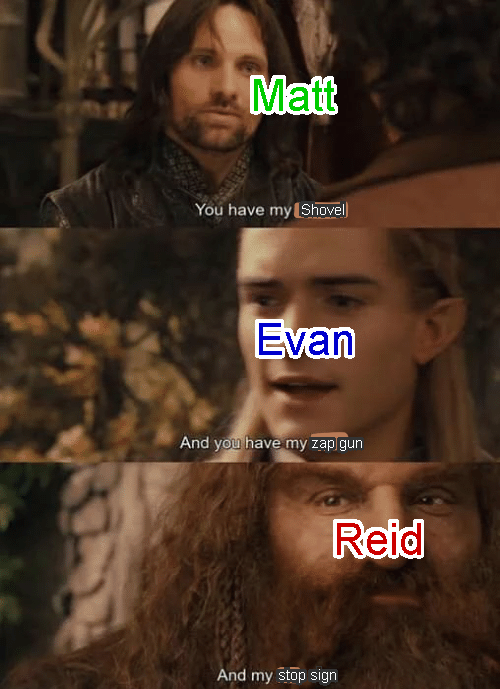 Matt
You have my Shovel
Evan
And you have my zap gun
Reid
And my stop sign